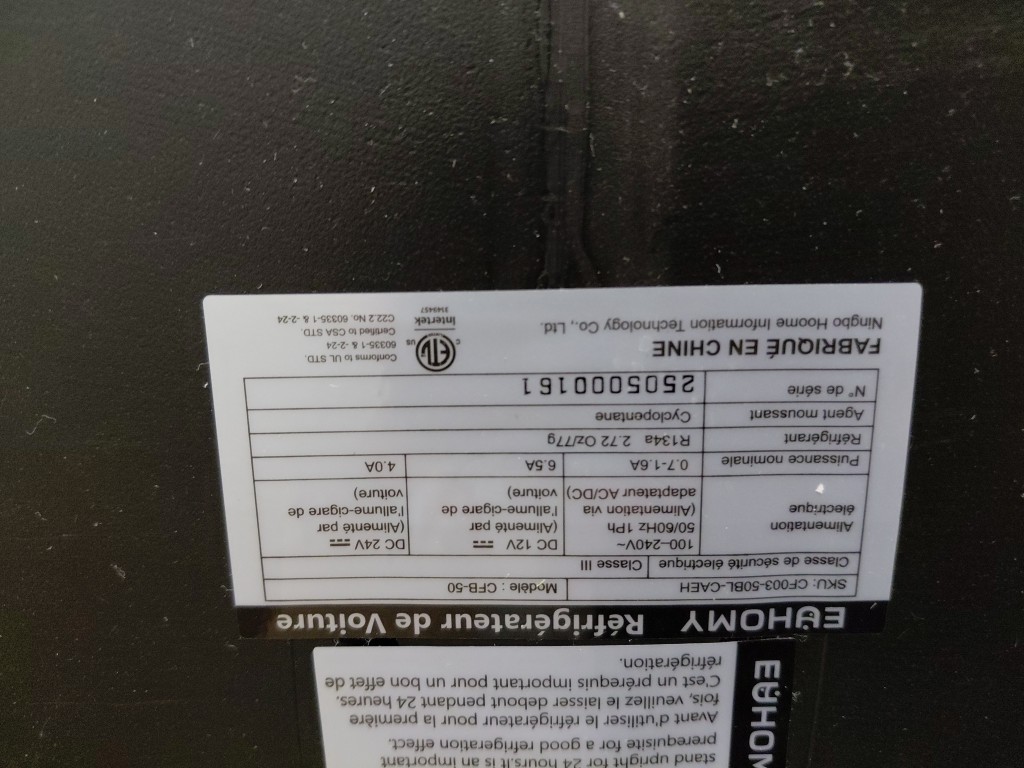 EUHOM
stand upright for 24 hours.It is an important
prerequisite for a good refrigeration effect.
Avant d'utiliser le réfrigérateur pour la première
fois, veuillez le laisser debout pendant 24 heures.
C'est un prérequis important pour un bon effet de
réfrigération.
EUHOMY Réfrigérateur de Voiture
SKU: CF003-50BL-CAEH Modèle : CFB-50
Classe de sécurité électrique Classe III
Alimentation électrique
100–240V~
50/60Hz 1Ph
(Alimentation via
adaptateur AC/DC)
DC 12V
(Alimenté par
l'allume-cigare de
voiture)
DC 24V
(Alimenté par
l'allume-cigare de
voiture)
Puissance nominale 0.7-1.6A 6.5A 4.0A
Réfrigérant R134a 2.72 Oz/77g
Agent moussant Cyclopentane
N° de série 2505000161
FABRIQUÉ EN CHINE
Ningbo Hoome Information Technology Co., Ltd.
C ETL US
Intertek
Conforms to UL STD.
60335-1 & -2-24
Certified to CSA STD.
C22.2 No. 60335-1 & -2-24